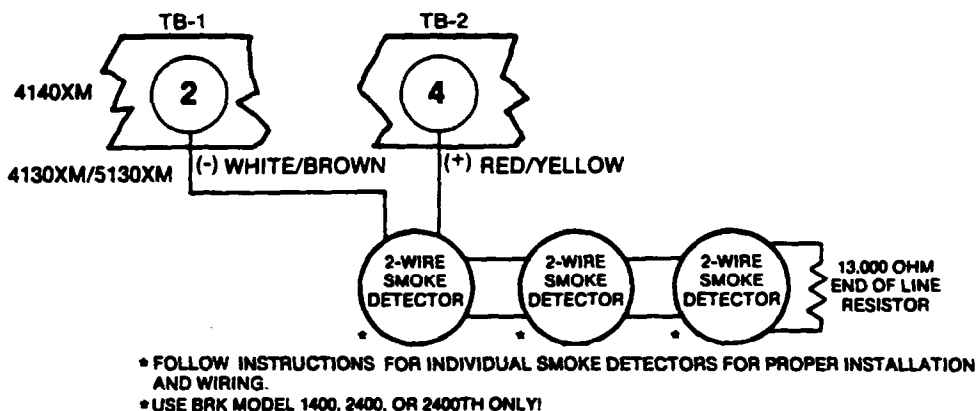 TB-1
TB-2
4140XM
2
4
4130XM/5130XM
(-) WHITE/BROWN
(+) RED/YELLOW
2-WIRE
SMOKE
DETECTOR
2-WIRE
SMOKE
DETECTOR
2-WIRE
SMOKE
DETECTOR
13,000 OHM
END OF LINE
RESISTOR
*
*
*
* FOLLOW INSTRUCTIONS FOR INDIVIDUAL SMOKE DETECTORS FOR PROPER INSTALLATION
AND WIRING.
* USE BRK MODEL 1400, 2400, OR 2400TH ONLY!